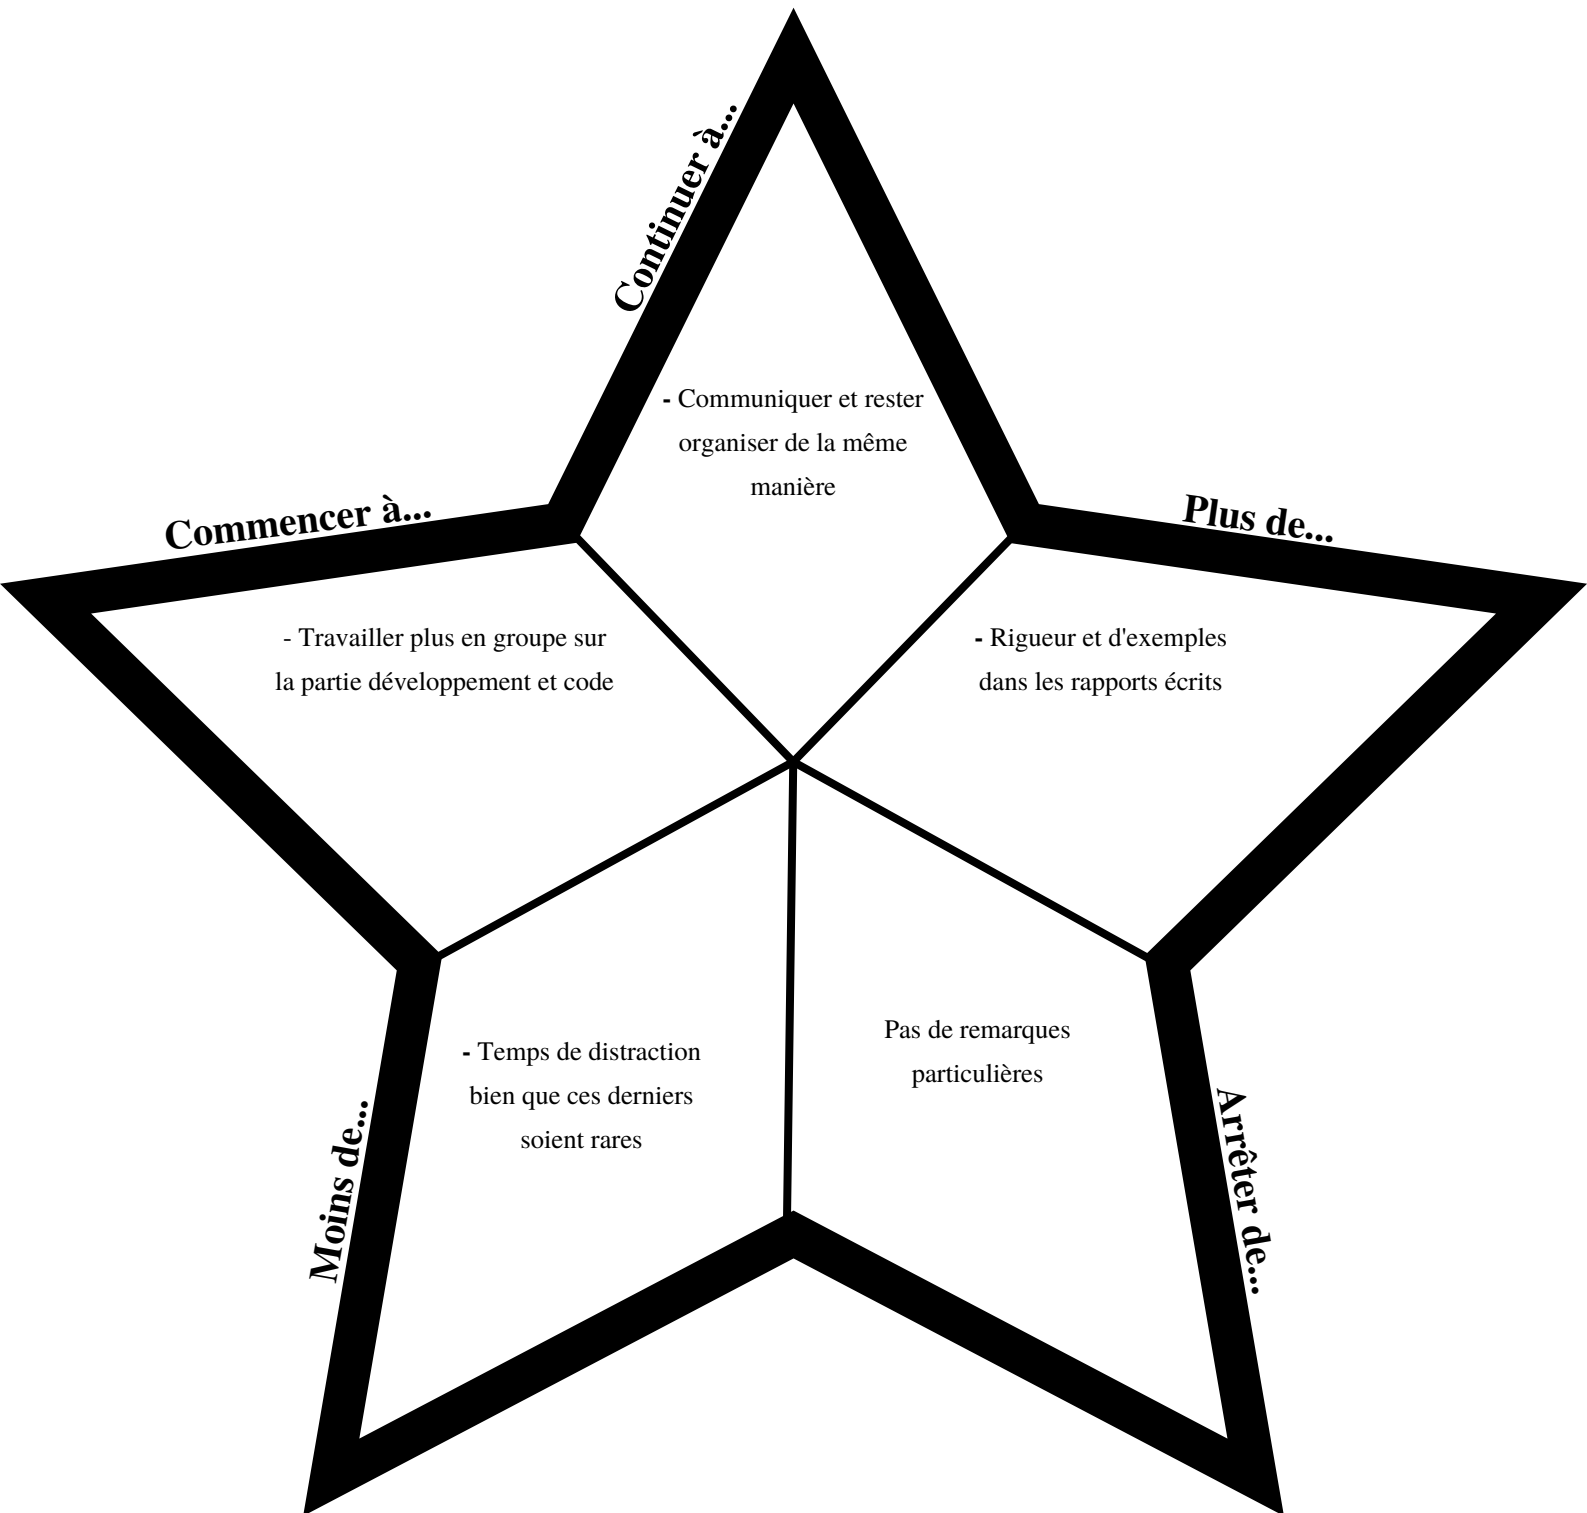 Continuer à...
- Communiquer et rester
organiser de la même
manière
Commencer à...
- Travailler plus en groupe sur
la partie développement et code
Plus de...
- Rigueur et d'exemples
dans les rapports écrits
Moins de...
- Temps de distraction
bien que ces derniers
soient rares
Arrêter de...
Pas de remarques
particulières